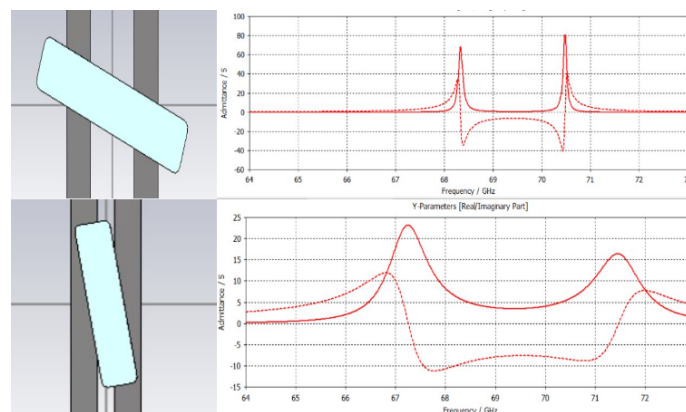 100
80
60
40
20
0
-20
-40
-60
Admittance / S
64 65 66 67 68 69 70 71 72
Frequency / GHz
Y-Parameters [Real/Imaginary Part]
25
20
15
10
5
0
-5
-10
-15
Admittance / S
64 65 66 67 68 69 70 71 72
Frequency / GHz